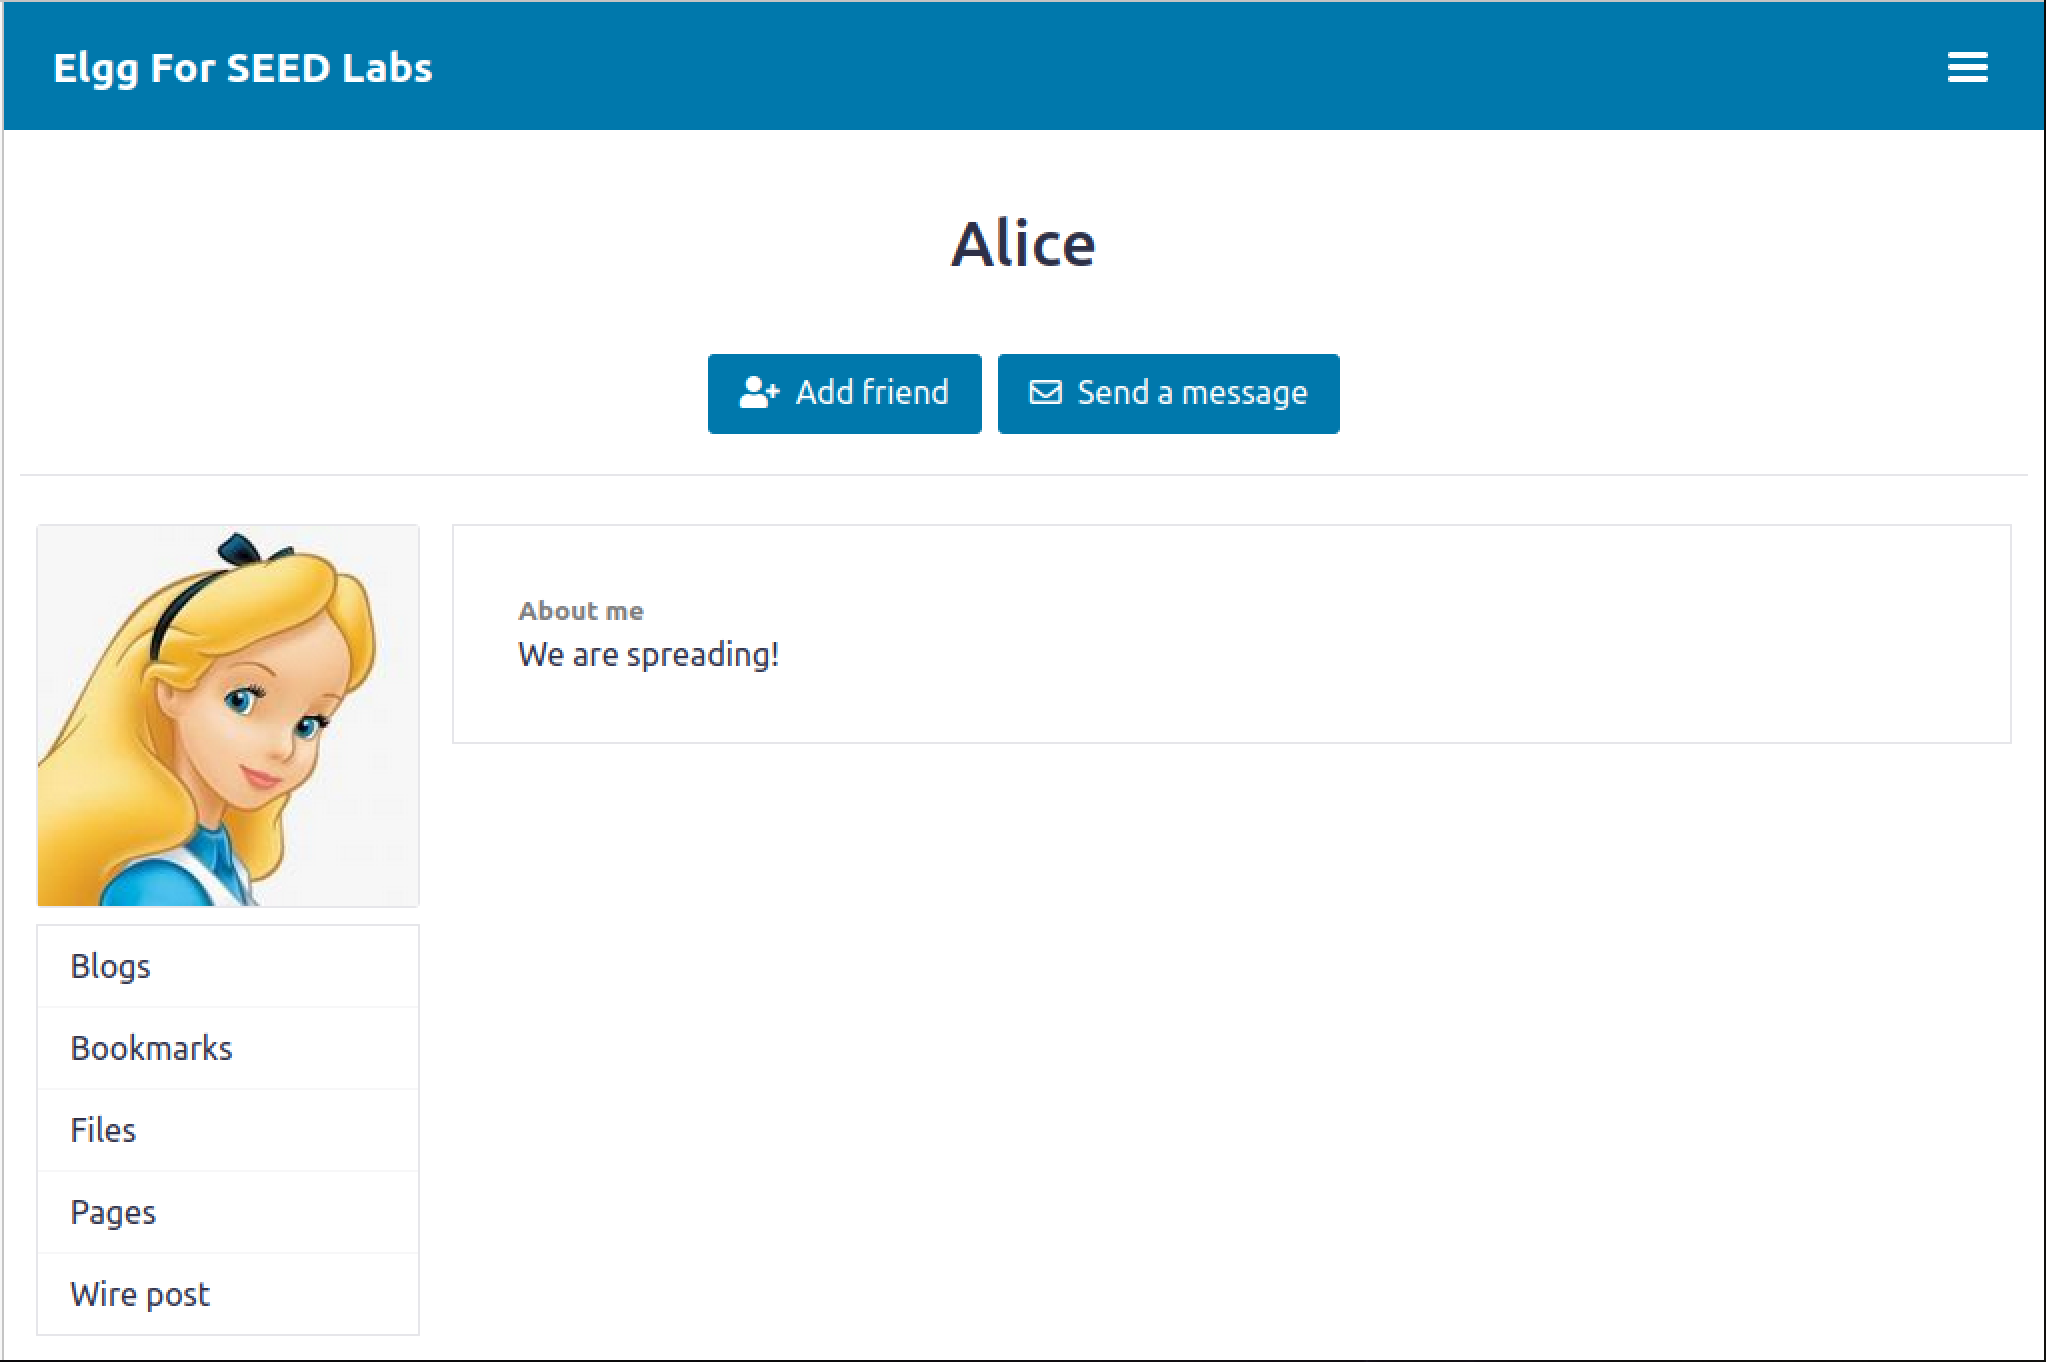 Elgg For SEED Labs
Alice
Add friend
Send a message
About me
We are spreading!
Blogs
Bookmarks
Files
Pages
Wire post